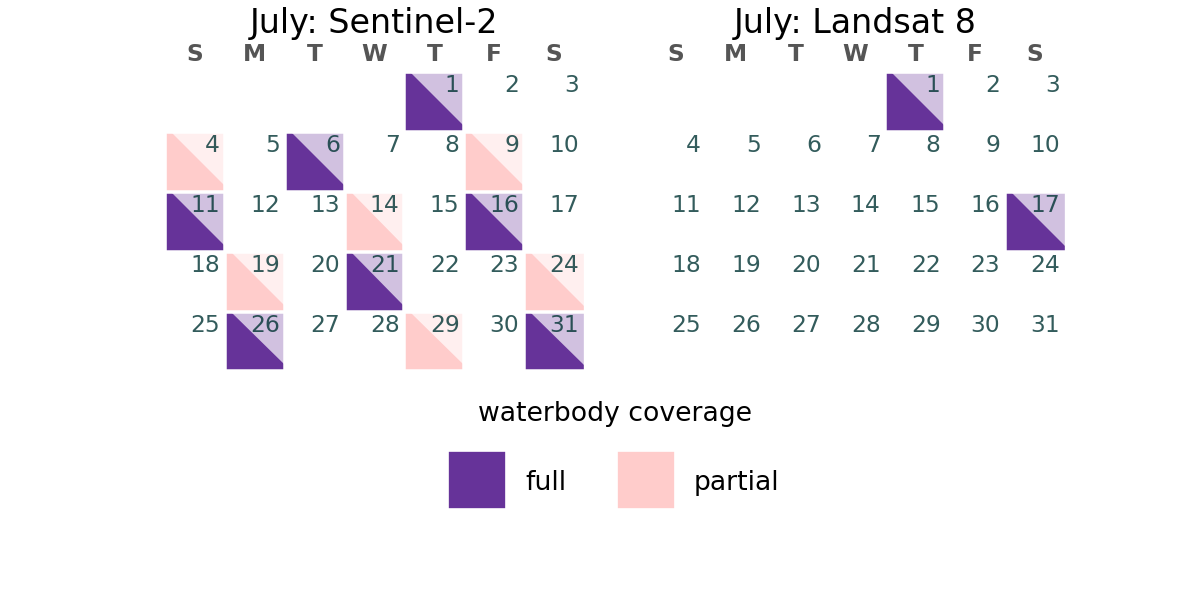 July: Sentinel-2
S M T W T F S
1 2 3
4 5 6 7 8 9 10
11 12 13 14 15 16 17
18 19 20 21 22 23 24
25 26 27 28 29 30 31
July: Landsat 8
S M T W T F S
1 2 3
4 5 6 7 8 9 10
11 12 13 14 15 16 17
18 19 20 21 22 23 24
25 26 27 28 29 30 31
waterbody coverage
full
partial